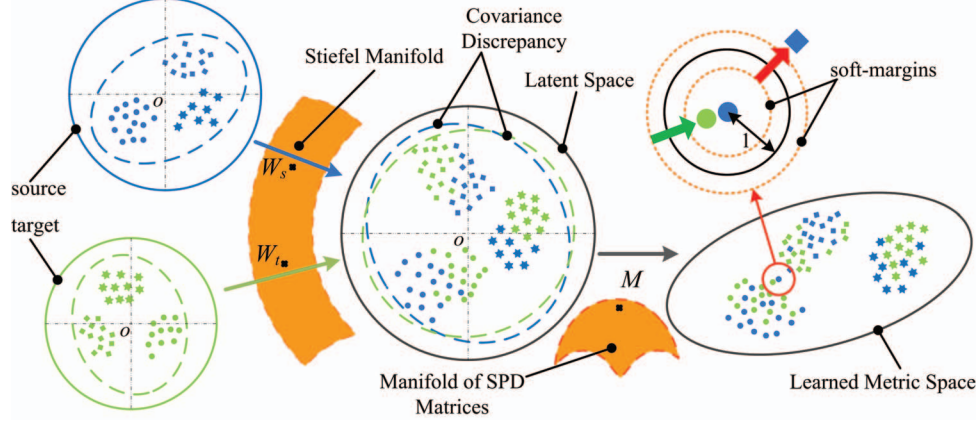 Covariance
Discrepancy
Stiefel Manifold
Latent Space
soft-margins
o
1
W_s
source
target
W_t
o
o
M
Manifold of SPD
Matrices
Learned Metric Space